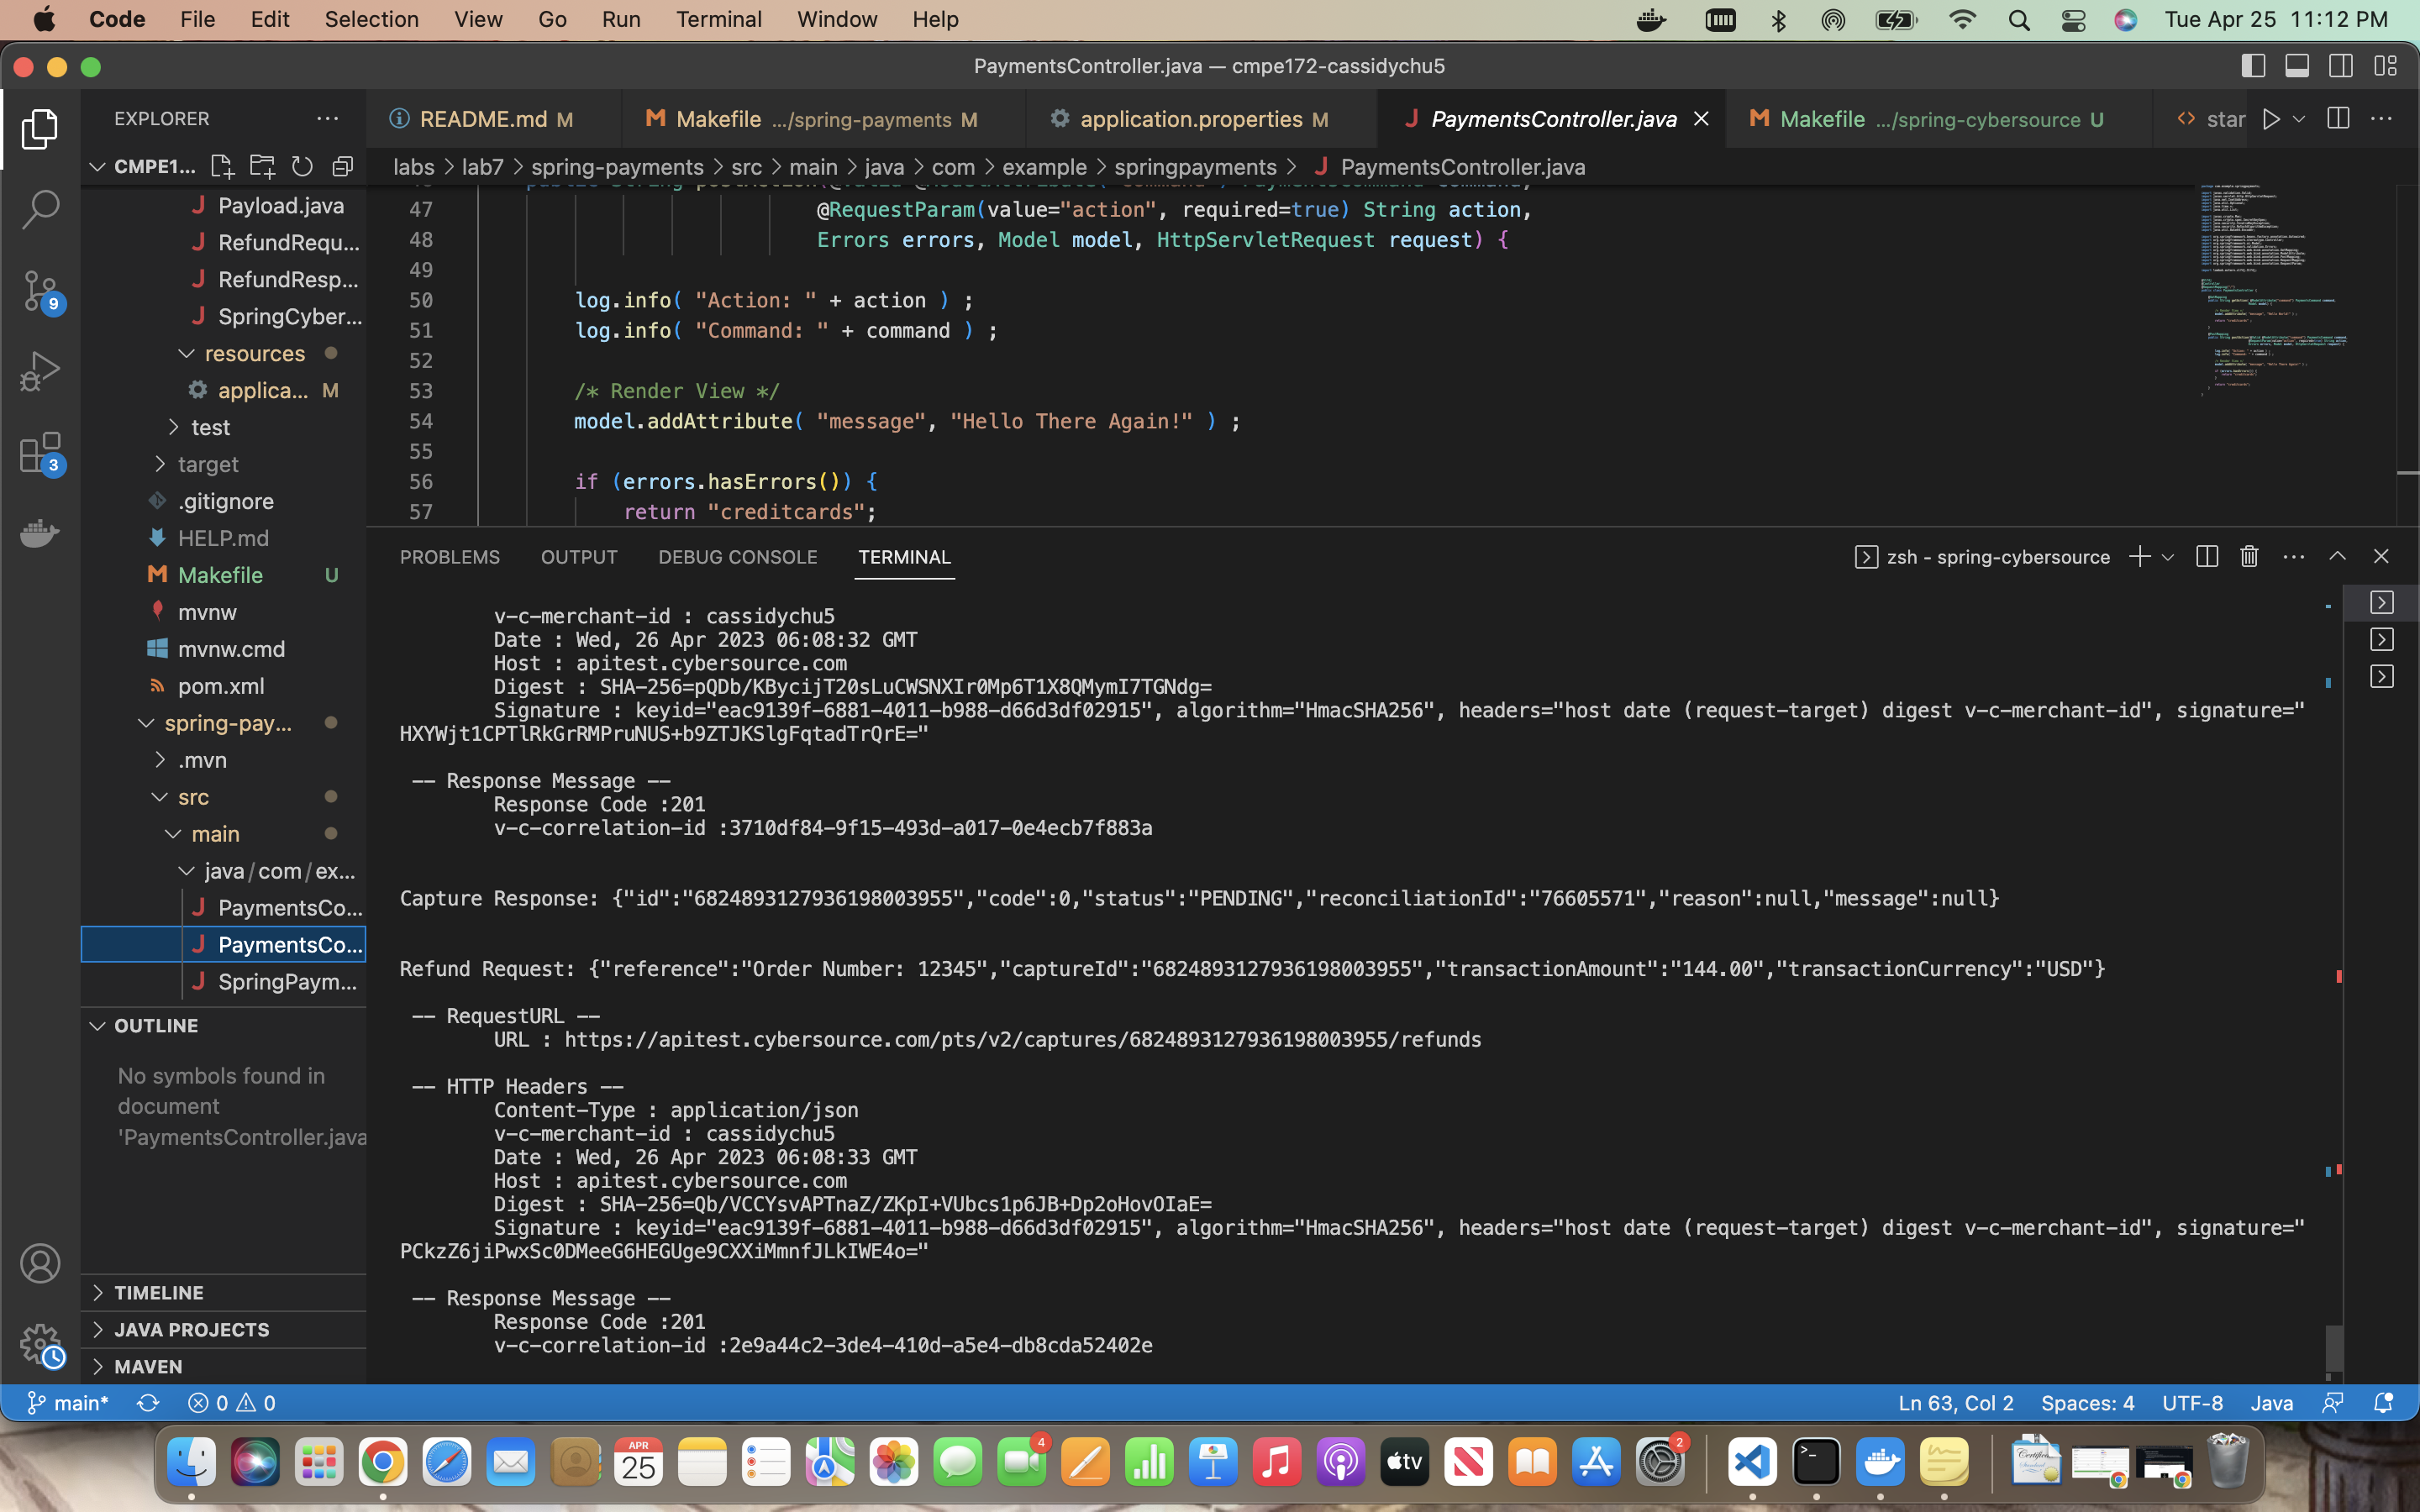 Code File Edit Selection View Go Run Terminal Window Help Tue Apr 25 11:12 PM
PaymentsController.java — cmpe172-cassidychu5
EXPLORER
README.md M
Makefile .../spring-payments M
application.properties M
PaymentsController.java
Makefile .../spring-cybersource U
star
CMPE1...
labs > lab7 > spring-payments > src > main > java > com > example > springpayments > PaymentsController.java
Payload.java
RefundRequ...
RefundResp...
SpringCyber...
resources
applica... M
test
target
.gitignore
HELP.md
Makefile U
mvnw
mvnw.cmd
pom.xml
spring-pay...
.mvn
src
main
java/com/ex...
PaymentsCo...
PaymentsCo...
SpringPaym...
OUTLINE
No symbols found in
document
'PaymentsController.java
TIMELINE
JAVA PROJECTS
MAVEN
9
3
47 @RequestParam(value="action", required=true) String action,
48 Errors errors, Model model, HttpServletRequest request) {
49
50 log.info( "Action: " + action ) ;
51 log.info( "Command: " + command ) ;
52
53 /* Render View */
54 model.addAttribute( "message", "Hello There Again!" ) ;
55
56 if (errors.hasErrors()) {
57 return "creditcards";
PROBLEMS OUTPUT DEBUG CONSOLE TERMINAL
zsh - spring-cybersource
v-c-merchant-id : cassidychu5
Date : Wed, 26 Apr 2023 06:08:32 GMT
Host : apitest.cybersource.com
Digest : SHA-256=pQDb/KBycijT20sLuCWSNXIr0Mp6T1X8QMymI7TGNdg=
Signature : keyid="eac9139f-6881-4011-b988-d66d3df02915", algorithm="HmacSHA256", headers="host date (request-target) digest v-c-merchant-id", signature="
HXYWjt1CPTlRkGrRMPruNUS+b9ZTJKSlgFqtadTrQrE="
-- Response Message --
Response Code :201
v-c-correlation-id :3710df84-9f15-493d-a017-0e4ecb7f883a
Capture Response: {"id":"6824893127936198003955","code":0,"status":"PENDING","reconciliationId":"76605571","reason":null,"message":null}
Refund Request: {"reference":"Order Number: 12345","captureId":"6824893127936198003955","transactionAmount":"144.00","transactionCurrency":"USD"}
-- RequestURL --
URL : https://apitest.cybersource.com/pts/v2/captures/6824893127936198003955/refunds
-- HTTP Headers --
Content-Type : application/json
v-c-merchant-id : cassidychu5
Date : Wed, 26 Apr 2023 06:08:33 GMT
Host : apitest.cybersource.com
Digest : SHA-256=Qb/VCCYsvAPTnaZ/ZKpI+VUbcs1p6JB+Dp2oHovOIaE=
Signature : keyid="eac9139f-6881-4011-b988-d66d3df02915", algorithm="HmacSHA256", headers="host date (request-target) digest v-c-merchant-id", signature="
PCkzZ6jiPwxSc0DMeeG6HEGUge9CXXiMmnfJLkIWE4o="
-- Response Message --
Response Code :201
v-c-correlation-id :2e9a44c2-3de4-410d-a5e4-db8cda52402e
main* 0 0 Ln 63, Col 2 Spaces: 4 UTF-8 Java
APR
25
4
tv
2